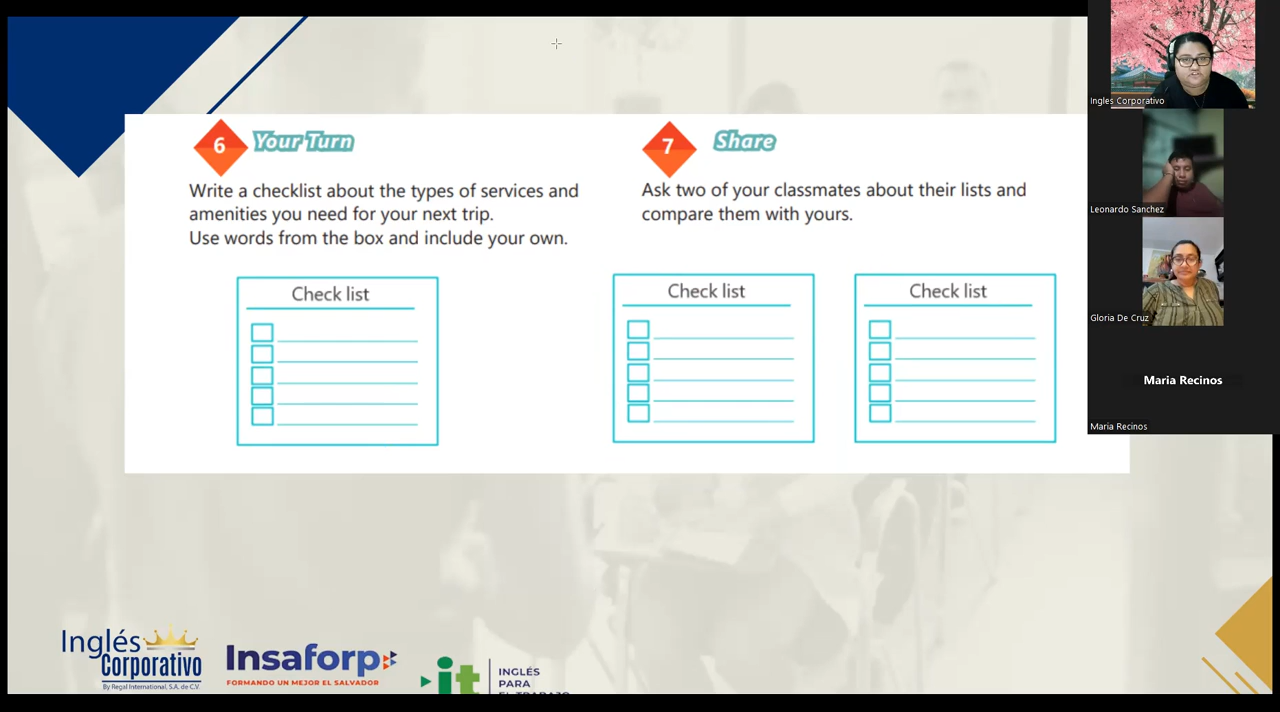 6 Your Turn
Write a checklist about the types of services and
amenities you need for your next trip.
Use words from the box and include your own.
Check list
7 Share
Ask two of your classmates about their lists and
compare them with yours.
Check list
Check list
Ingles Corporativo
Leonardo Sanchez
Gloria De Cruz
Maria Recinos
Maria Recinos
Inglés
Corporativo
By Regal International, S.A. de C.V.
Insaforp
FORMANDO UN MEJOR EL SALVADOR
it
INGLÉS
PARA
EL TRABAJO